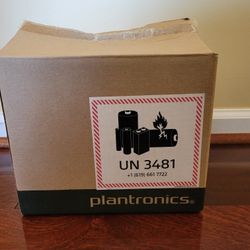 UN 3481
+1 (619) 661 7722
plantronics®